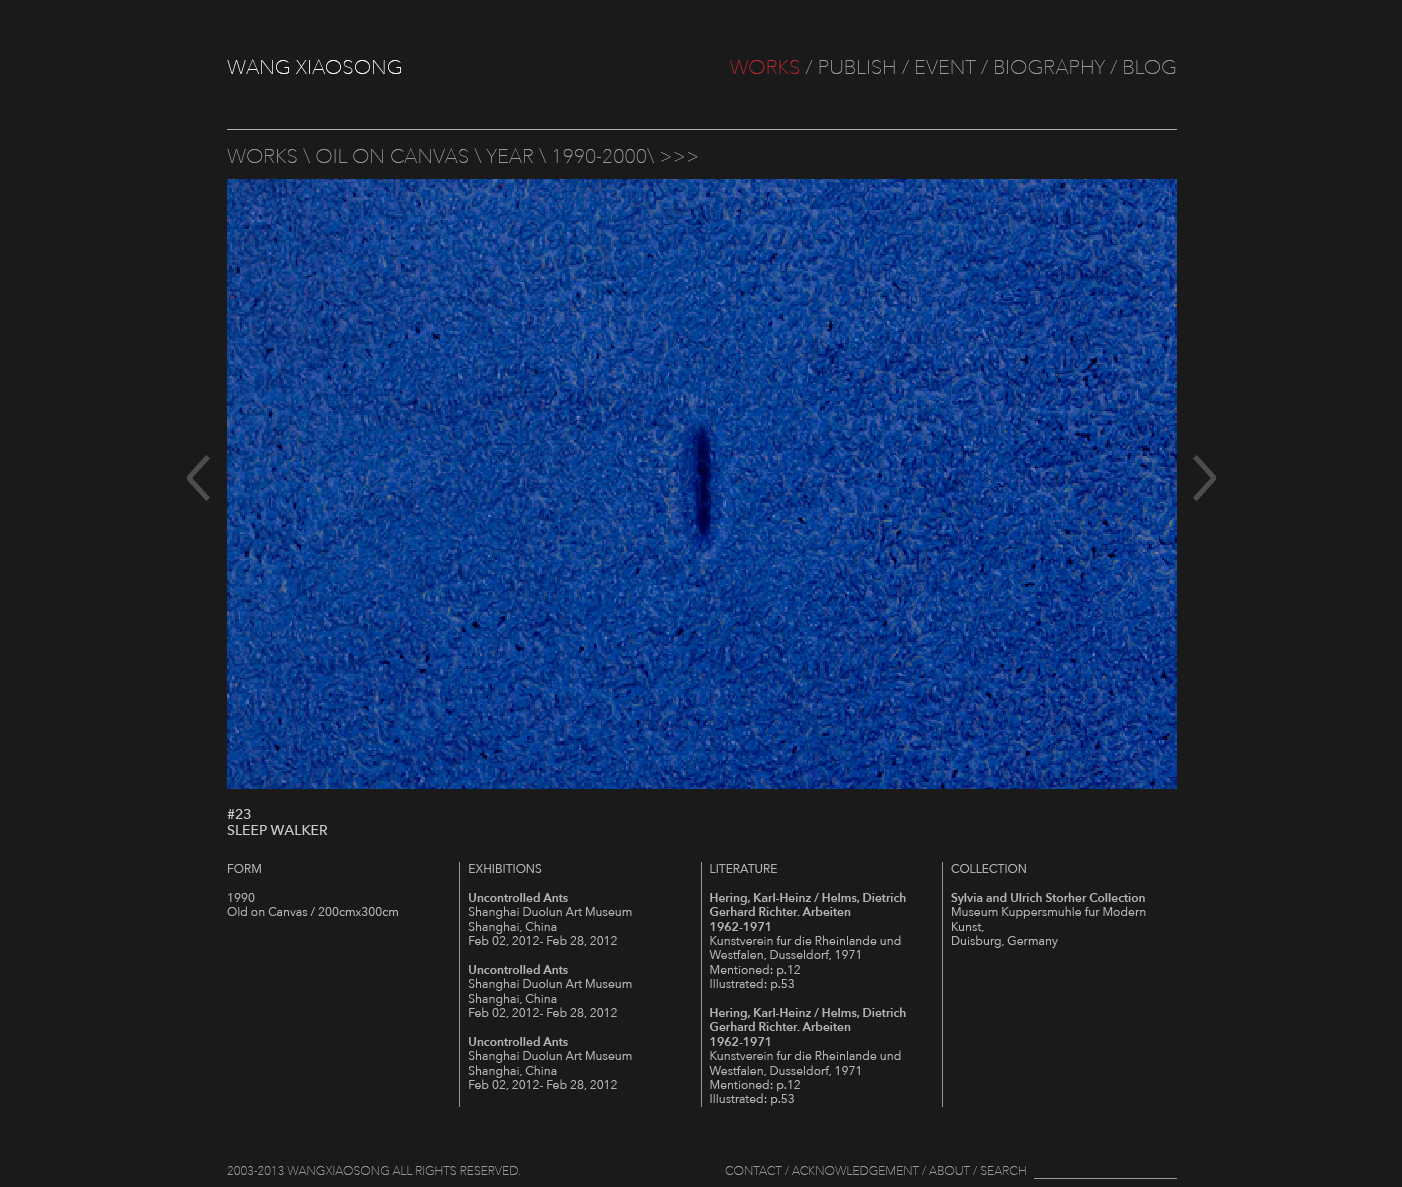 WANG XIAOSONG
WORKS / PUBLISH / EVENT / BIOGRAPHY / BLOG
WORKS \ OIL ON CANVAS \ YEAR \ 1990-2000\ >>>
#23
SLEEP WALKER
FORM
1990
Old on Canvas / 200cmx300cm
EXHIBITIONS
Uncontrolled Ants
Shanghai Duolun Art Museum
Shanghai, China
Feb 02, 2012- Feb 28, 2012
Uncontrolled Ants
Shanghai Duolun Art Museum
Shanghai, China
Feb 02, 2012- Feb 28, 2012
Uncontrolled Ants
Shanghai Duolun Art Museum
Shanghai, China
Feb 02, 2012- Feb 28, 2012
LITERATURE
Hering, Karl-Heinz / Helms, Dietrich
Gerhard Richter. Arbeiten
1962-1971
Kunstverein fur die Rheinlande und
Westfalen, Dusseldorf, 1971
Mentioned: p.12
Illustrated: p.53
Hering, Karl-Heinz / Helms, Dietrich
Gerhard Richter. Arbeiten
1962-1971
Kunstverein fur die Rheinlande und
Westfalen, Dusseldorf, 1971
Mentioned: p.12
Illustrated: p.53
COLLECTION
Sylvia and Ulrich Storher Collection
Museum Kuppersmuhle fur Modern
Kunst,
Duisburg, Germany
2003-2013 WANGXIAOSONG ALL RIGHTS RESERVED.
CONTACT / ACKNOWLEDGEMENT / ABOUT / SEARCH